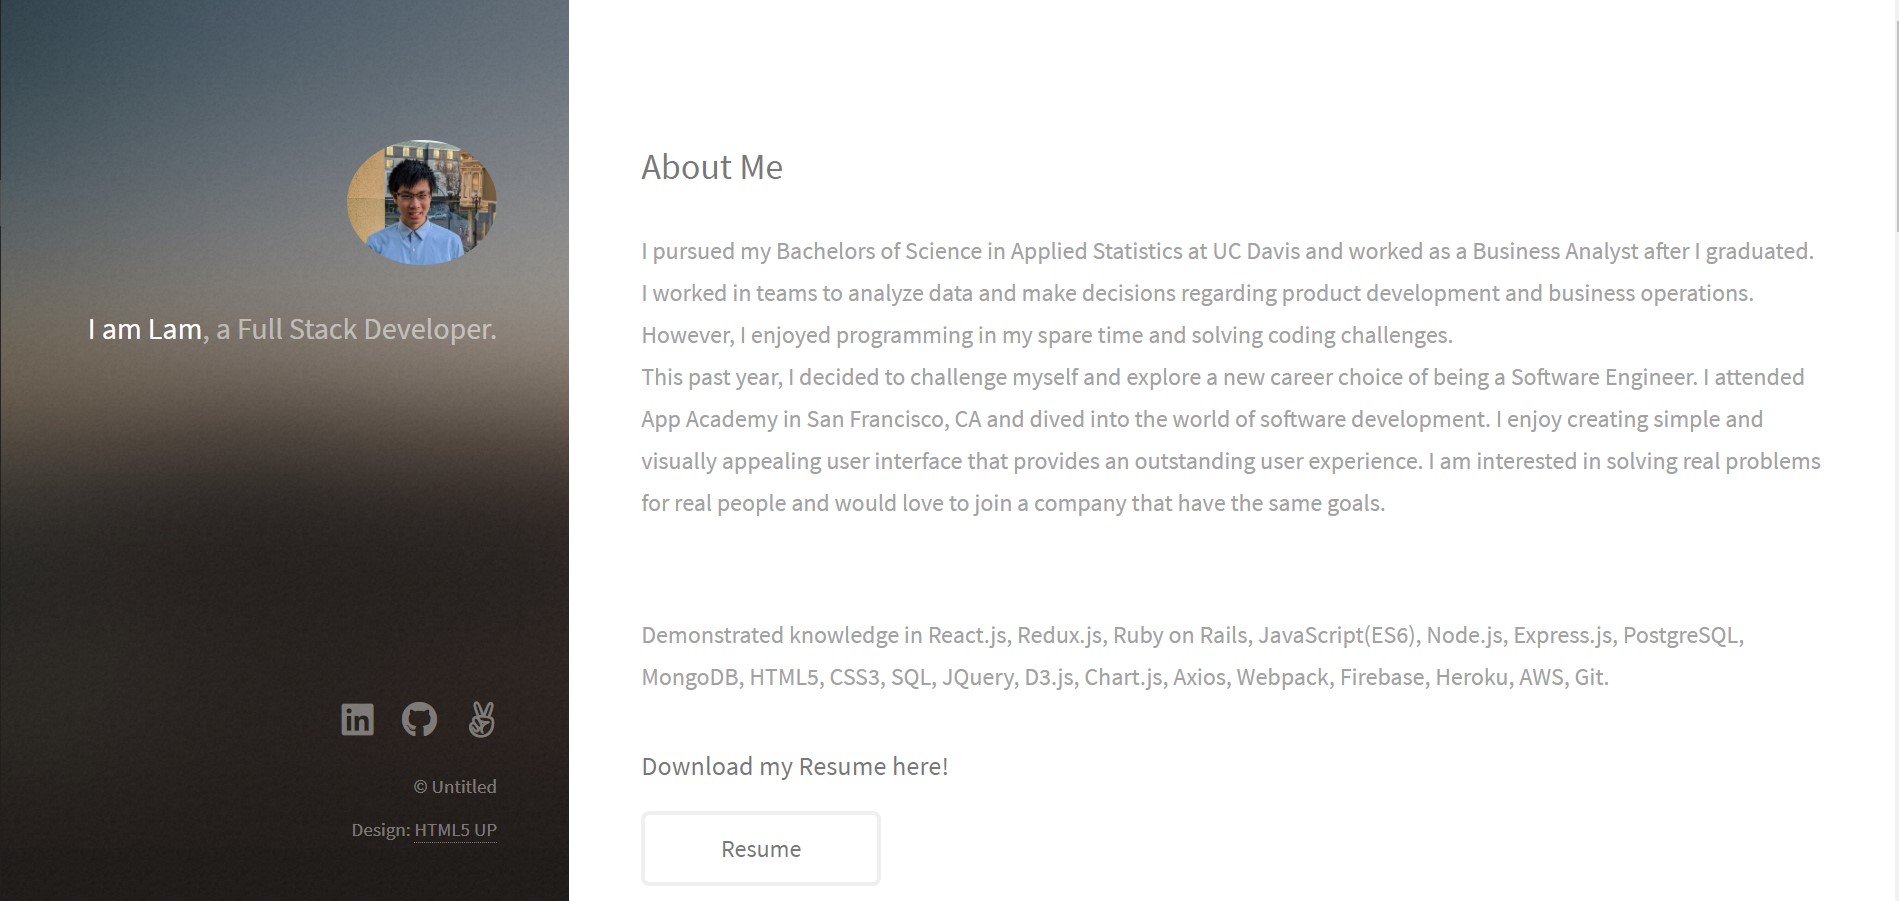 I am Lam, a Full Stack Developer.
in
© Untitled
Design: HTML5 UP
About Me
I pursued my Bachelors of Science in Applied Statistics at UC Davis and worked as a Business Analyst after I graduated.
I worked in teams to analyze data and make decisions regarding product development and business operations.
However, I enjoyed programming in my spare time and solving coding challenges.
This past year, I decided to challenge myself and explore a new career choice of being a Software Engineer. I attended
App Academy in San Francisco, CA and dived into the world of software development. I enjoy creating simple and
visually appealing user interface that provides an outstanding user experience. I am interested in solving real problems
for real people and would love to join a company that have the same goals.
Demonstrated knowledge in React.js, Redux.js, Ruby on Rails, JavaScript(ES6), Node.js, Express.js, PostgreSQL,
MongoDB, HTML5, CSS3, SQL, JQuery, D3.js, Chart.js, Axios, Webpack, Firebase, Heroku, AWS, Git.
Download my Resume here!
Resume